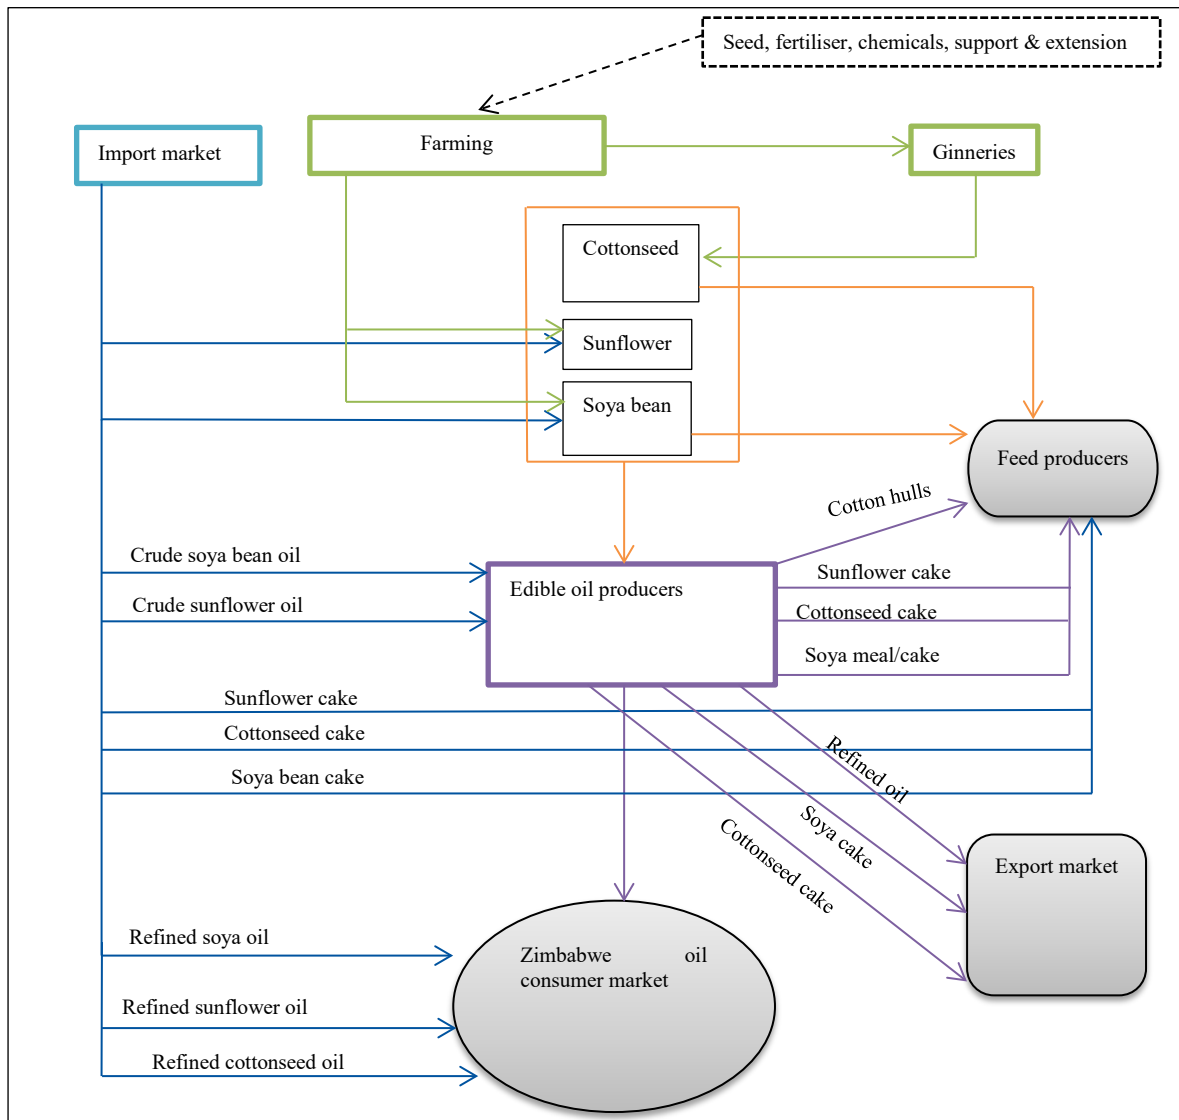 Seed, fertiliser, chemicals, support & extension
Import market
Farming
Ginneries
Cottonseed
Sunflower
Soya bean
Feed producers
Cotton hulls
Crude soya bean oil
Edible oil producers
Sunflower cake
Crude sunflower oil
Cottonseed cake
Soya meal/cake
Sunflower cake
Cottonseed cake
Soya bean cake
Refined oil
Soya cake
Cottonseed cake
Export market
Refined soya oil
Zimbabwe oil
consumer market
Refined sunflower oil
Refined cottonseed oil